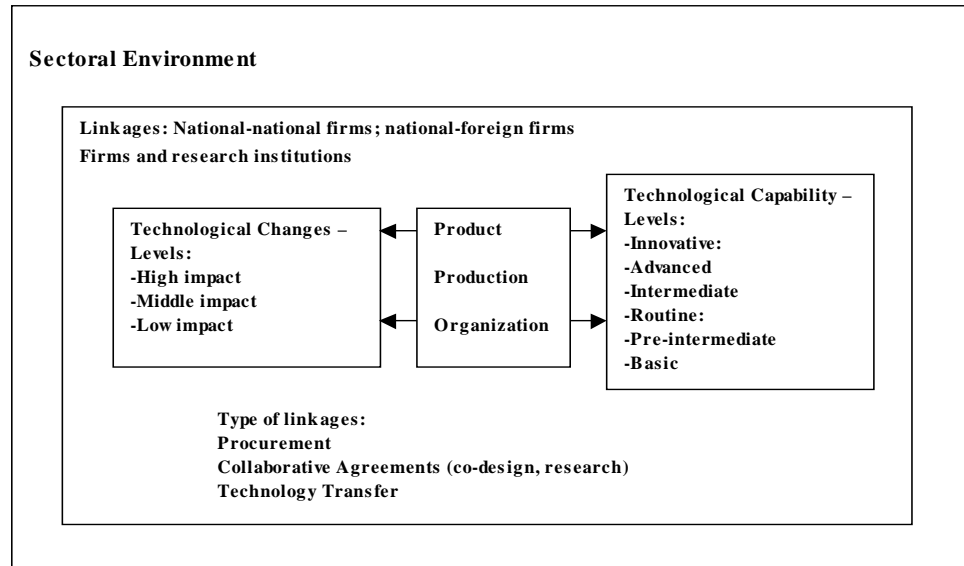 Sectoral Environment
Linkages: National-national firms; national-foreign firms
Firms and research institutions
Technological Changes –
Levels:
-High impact
-Middle impact
-Low impact
Product
Production
Organization
Technological Capability –
Levels:
-Innovative:
-Advanced
-Intermediate
-Routine:
-Pre-intermediate
-Basic
Type of linkages:
Procurement
Collaborative Agreements (co-design, research)
Technology Transfer